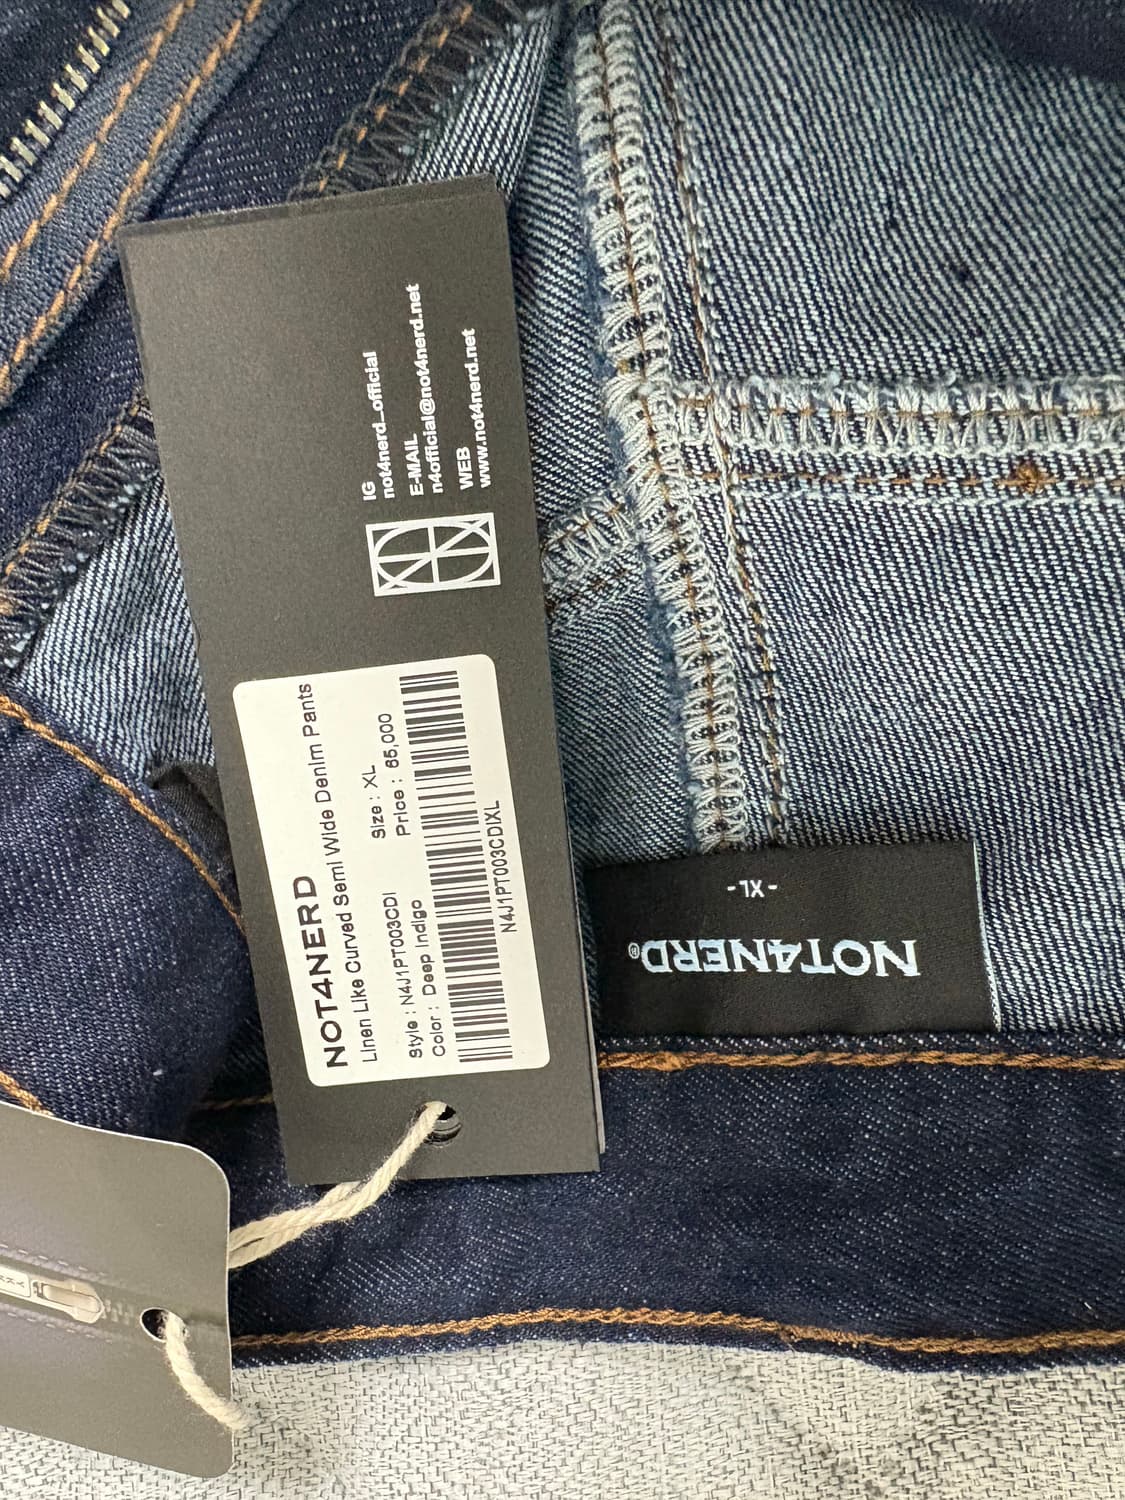 IG
not4nerd_official
E-MAIL
n4official@not4nerd.net
WEB
www.not4nerd.net
NOT4NERD
Linen Like Curved Semi Wide Denim Pants
Size : XL
Style : N4J1PT003CDI
Price : 65,000
Color : Deep Indigo
N4J1PT003CDIXL
NOT4NERD®
- XL -